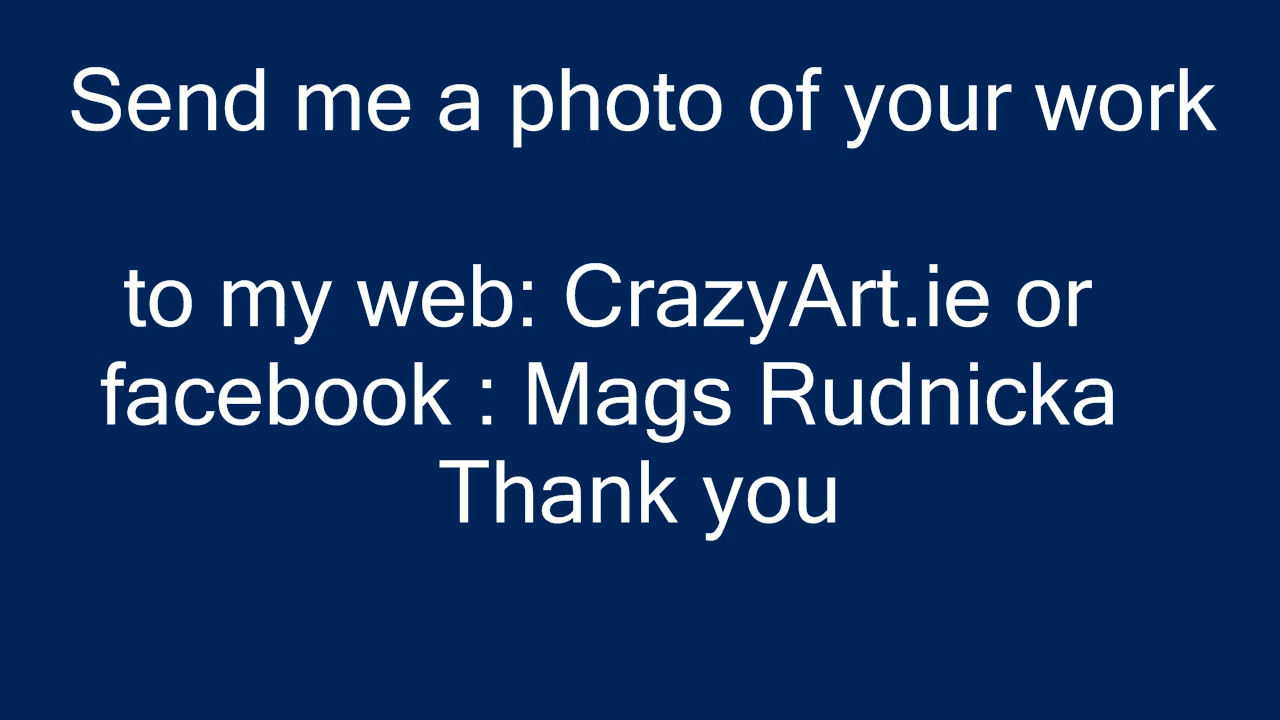 Send me a photo of your work
to my web: CrazyArt.ie or
facebook : Mags Rudnicka
Thank you